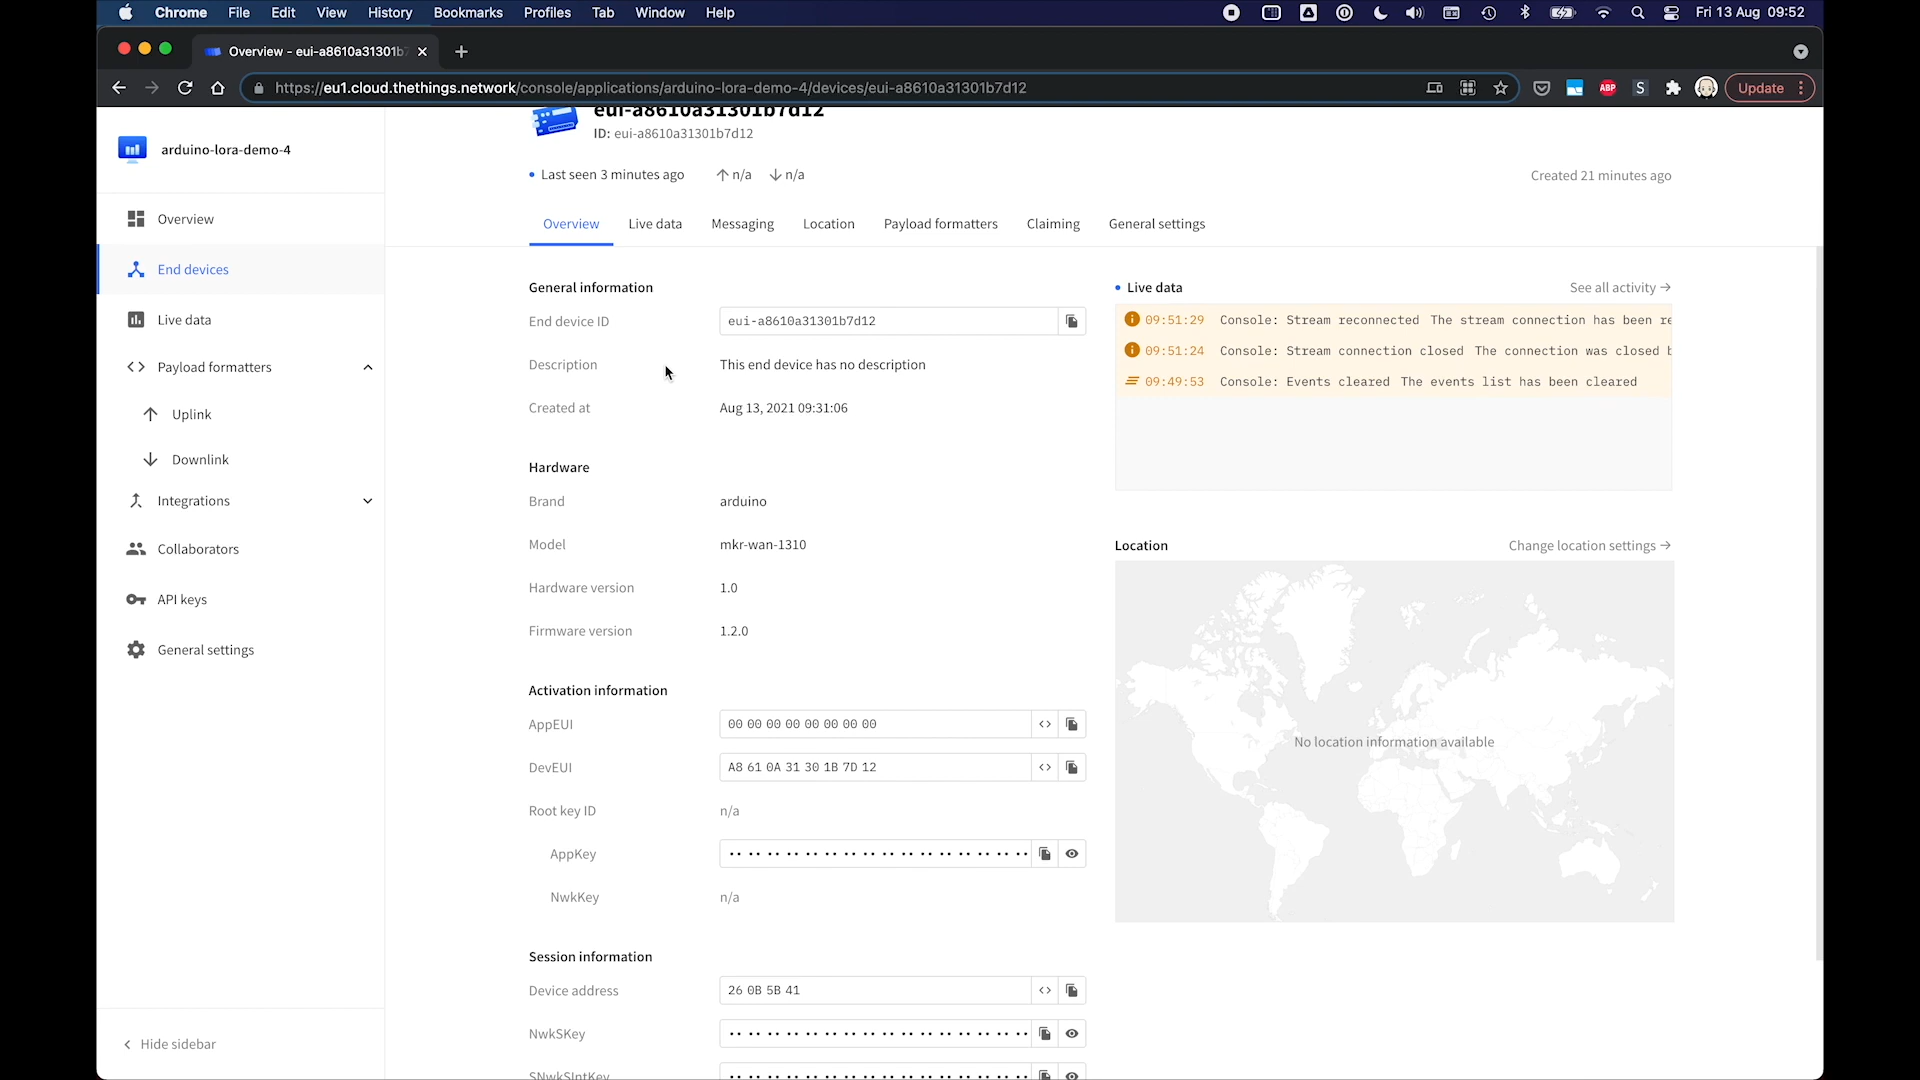 Chrome File Edit View History Bookmarks Profiles Tab Window Help Fri 13 Aug 09:52
Overview - eui-a8610a31301b7
https://eu1.cloud.thethings.network/console/applications/arduino-lora-demo-4/devices/eui-a8610a31301b7d12 ABP S Update
arduino-lora-demo-4
Overview
End devices
Live data
Payload formatters
Uplink
Downlink
Integrations
Collaborators
API keys
General settings
Hide sidebar
eui-a8610a31301b7d12
ID: eui-a8610a31301b7d12
Last seen 3 minutes ago n/a n/a Created 21 minutes ago
Overview Live data Messaging Location Payload formatters Claiming General settings
General information
End device ID eui-a8610a31301b7d12
Description This end device has no description
Created at Aug 13, 2021 09:31:06
Hardware
Brand arduino
Model mkr-wan-1310
Hardware version 1.0
Firmware version 1.2.0
Activation information
AppEUI 00 00 00 00 00 00 00 00
DevEUI A8 61 0A 31 30 1B 7D 12
Root key ID n/a
AppKey
NwkKey n/a
Session information
Device address 26 0B 5B 41
NwkSKey
SNwkSIntKey
Live data See all activity
09:51:29 Console: Stream reconnected The stream connection has been re
09:51:24 Console: Stream connection closed The connection was closed b
09:49:53 Console: Events cleared The events list has been cleared
Location Change location settings
No location information available